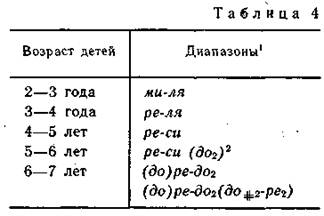 Таблица 4
Возраст детей Диапазоны¹
2—3 года ми-ля
3—4 года ре-ля
4—5 лет ре-си
5—6 лет ре-си (до₂)²
6—7 лет (до)ре-до₂
(до)ре-до₂(до#₂-ре₂)